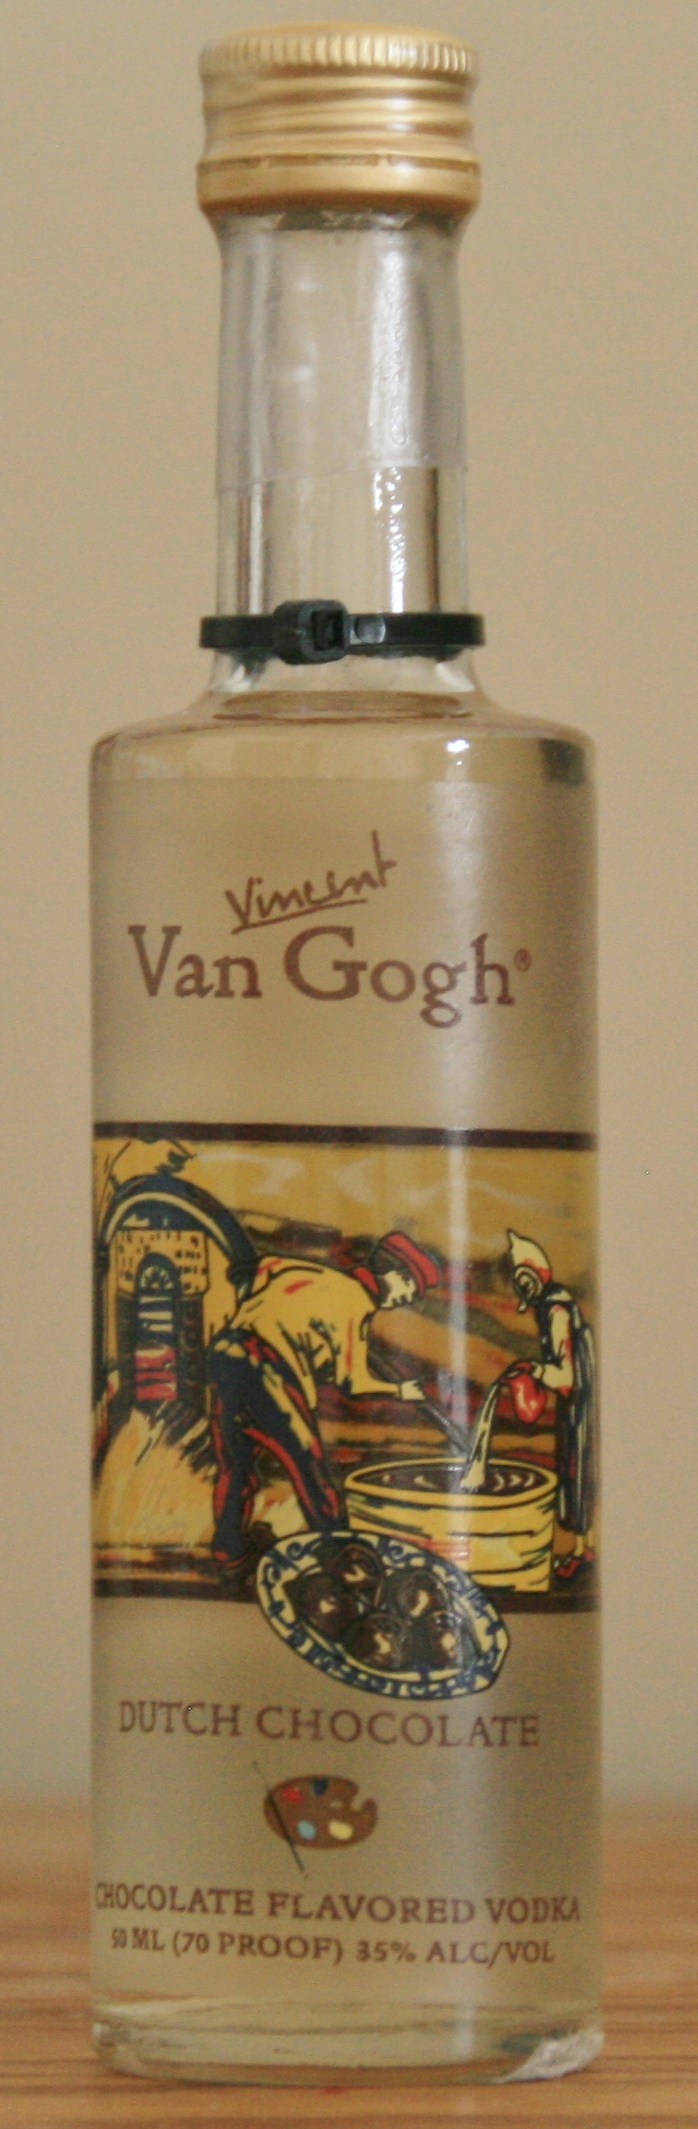 Vincent
Van Gogh®
DUTCH CHOCOLATE
CHOCOLATE FLAVORED VODKA
50 ML (70 PROOF) 35% ALC/VOL